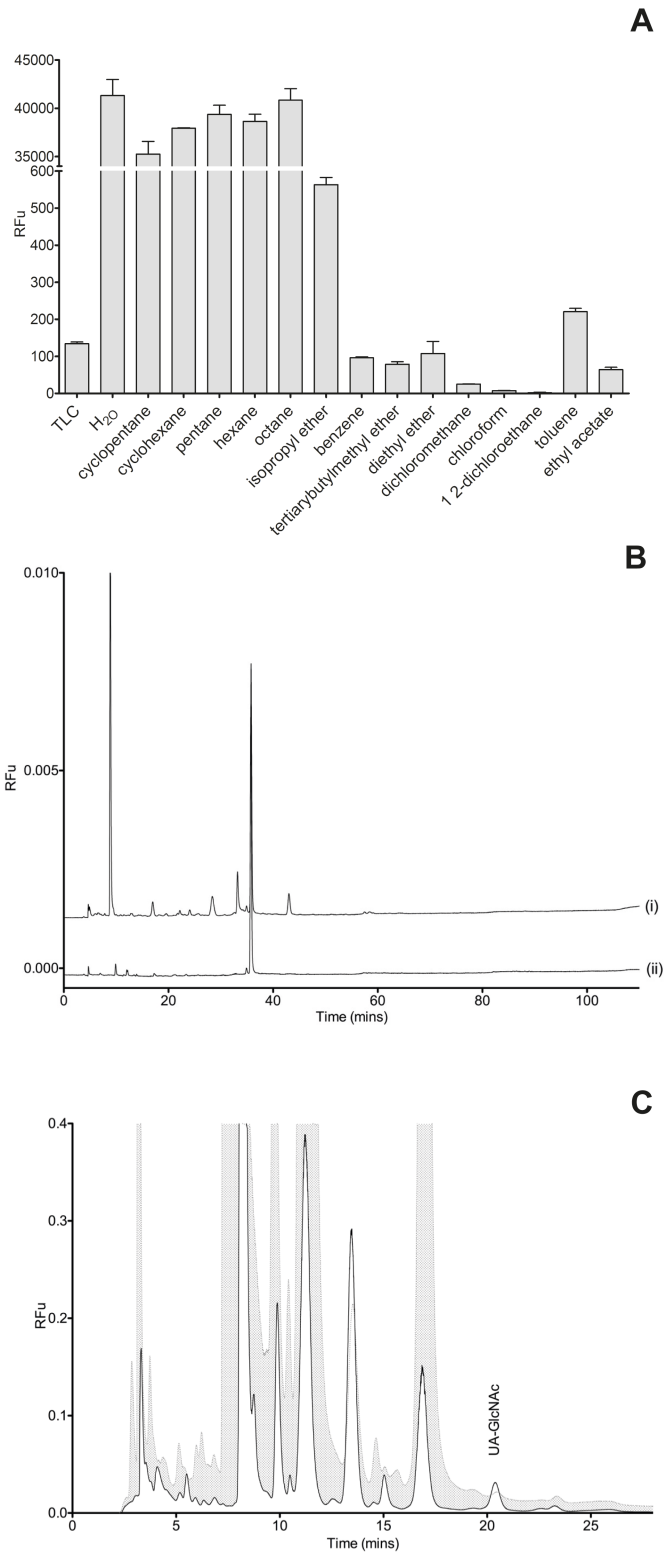 A
45000
40000
35000
600
500
400
300
200
100
0
RFu
TLC
H2O
cyclopentane
cyclohexane
pentane
hexane
octane
isopropyl ether
benzene
tertiarybutylmethyl ether
diethyl ether
dichloromethane
chloroform
1 2-dichloroethane
toluene
ethyl acetate
B
0.010
0.005
0.000
RFu
(i)
(ii)
0 20 40 60 80 100
Time (mins)
C
0.4
0.3
0.2
0.1
0.0
RFu
UA-GlcNAc
0 5 10 15 20 25
Time (mins)